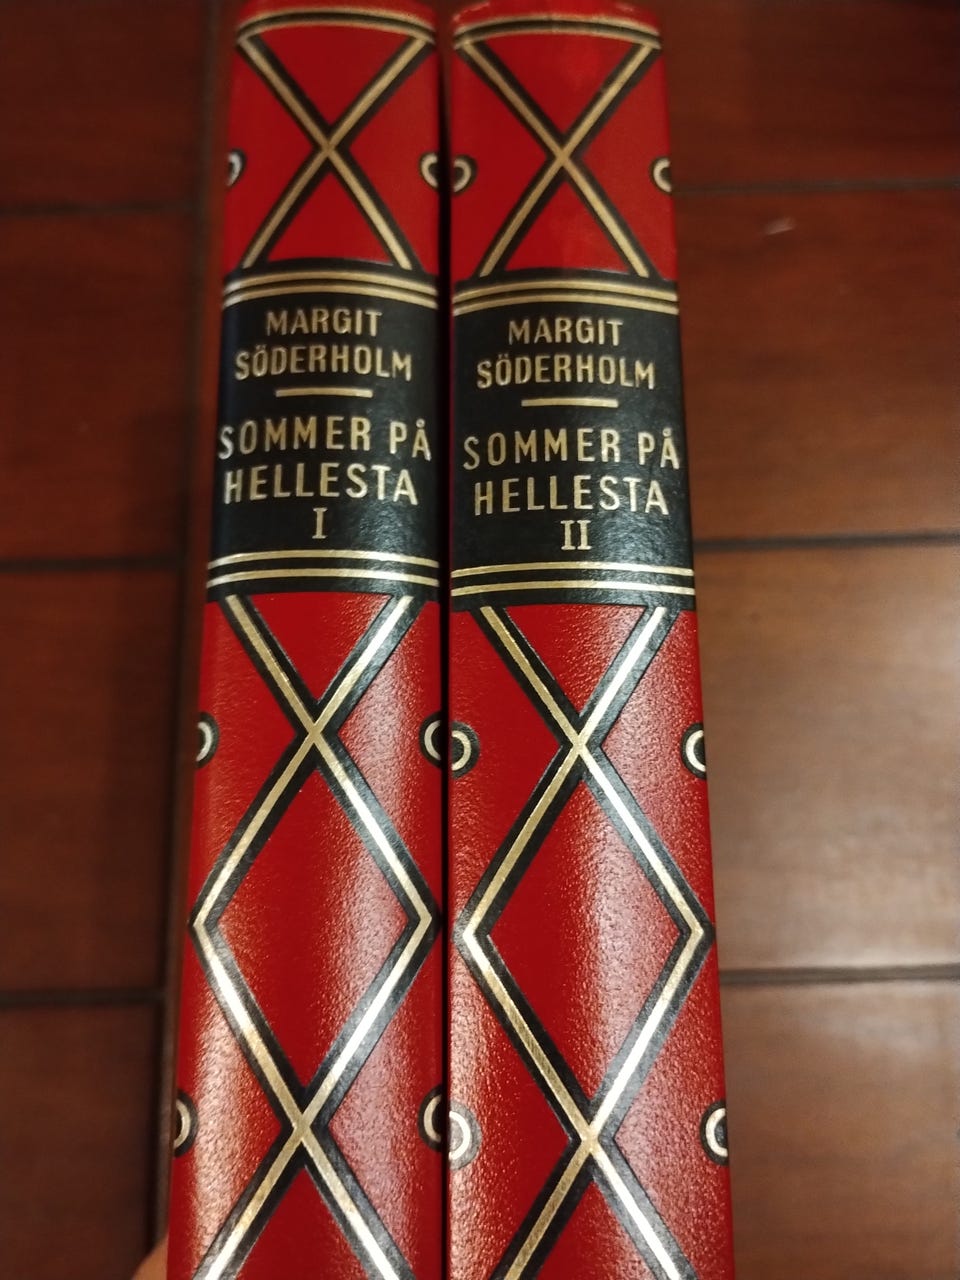 MARGIT
SÖDERHOLM
SOMMER PÅ
HELLESTA
I
MARGIT
SÖDERHOLM
SOMMER PÅ
HELLESTA
II